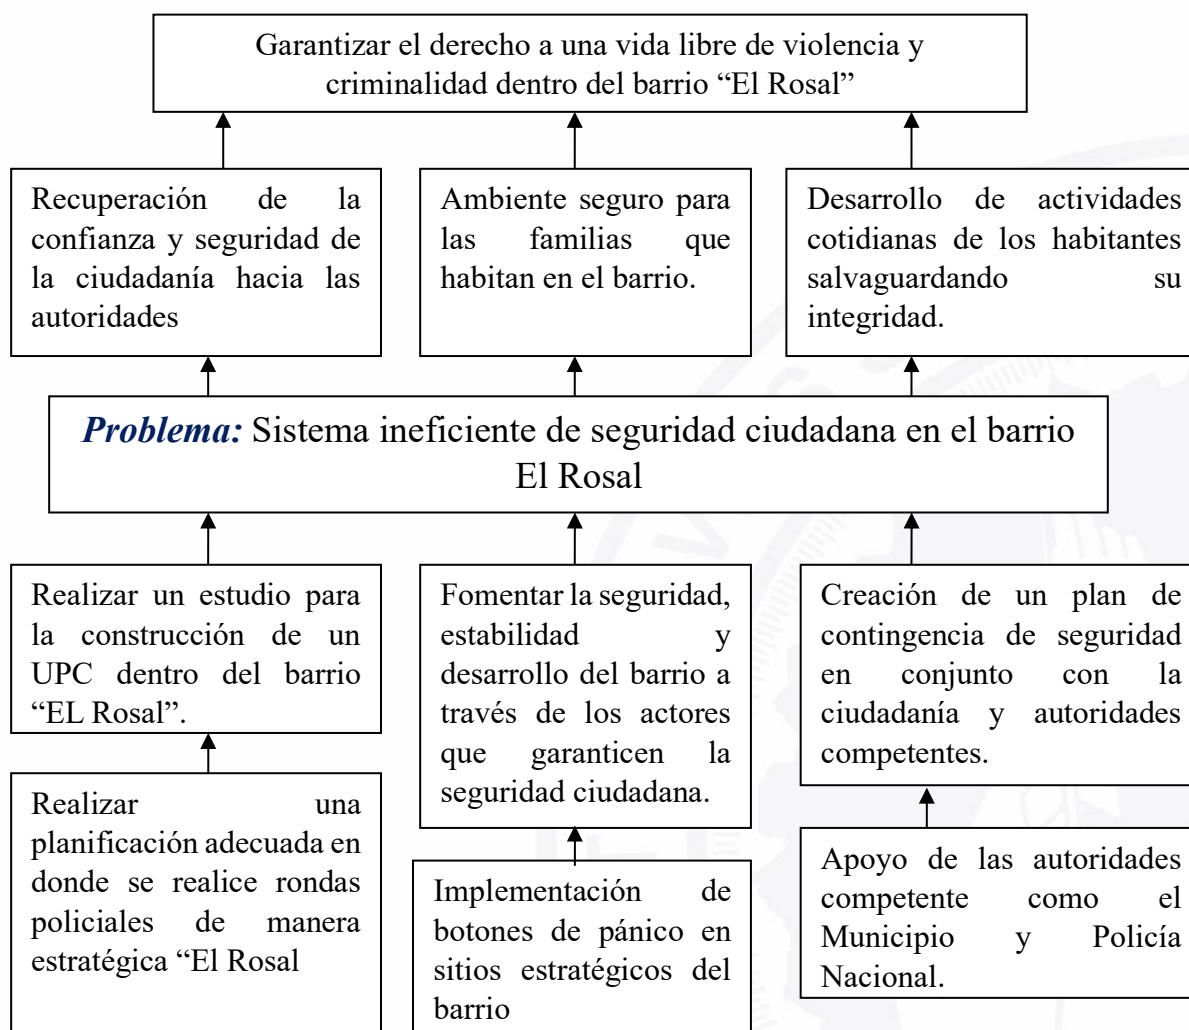 Garantizar el derecho a una vida libre de violencia y
criminalidad dentro del barrio “El Rosal”
Recuperación de la
confianza y seguridad de
la ciudadanía hacia las
autoridades
Ambiente seguro para
las familias que
habitan en el barrio.
Desarrollo de actividades
cotidianas de los habitantes
salvaguardando su
integridad.
Problema: Sistema ineficiente de seguridad ciudadana en el barrio
El Rosal
Realizar un estudio para
la construcción de un
UPC dentro del barrio
“EL Rosal”.
Fomentar la seguridad,
estabilidad y
desarrollo del barrio a
través de los actores
que garanticen la
seguridad ciudadana.
Creación de un plan de
contingencia de seguridad
en conjunto con la
ciudadanía y autoridades
competentes.
Realizar una
planificación adecuada en
donde se realice rondas
policiales de manera
estratégica “El Rosal
Implementación de
botones de pánico en
sitios estratégicos del
barrio
Apoyo de las autoridades
competente como el
Municipio y Policía
Nacional.